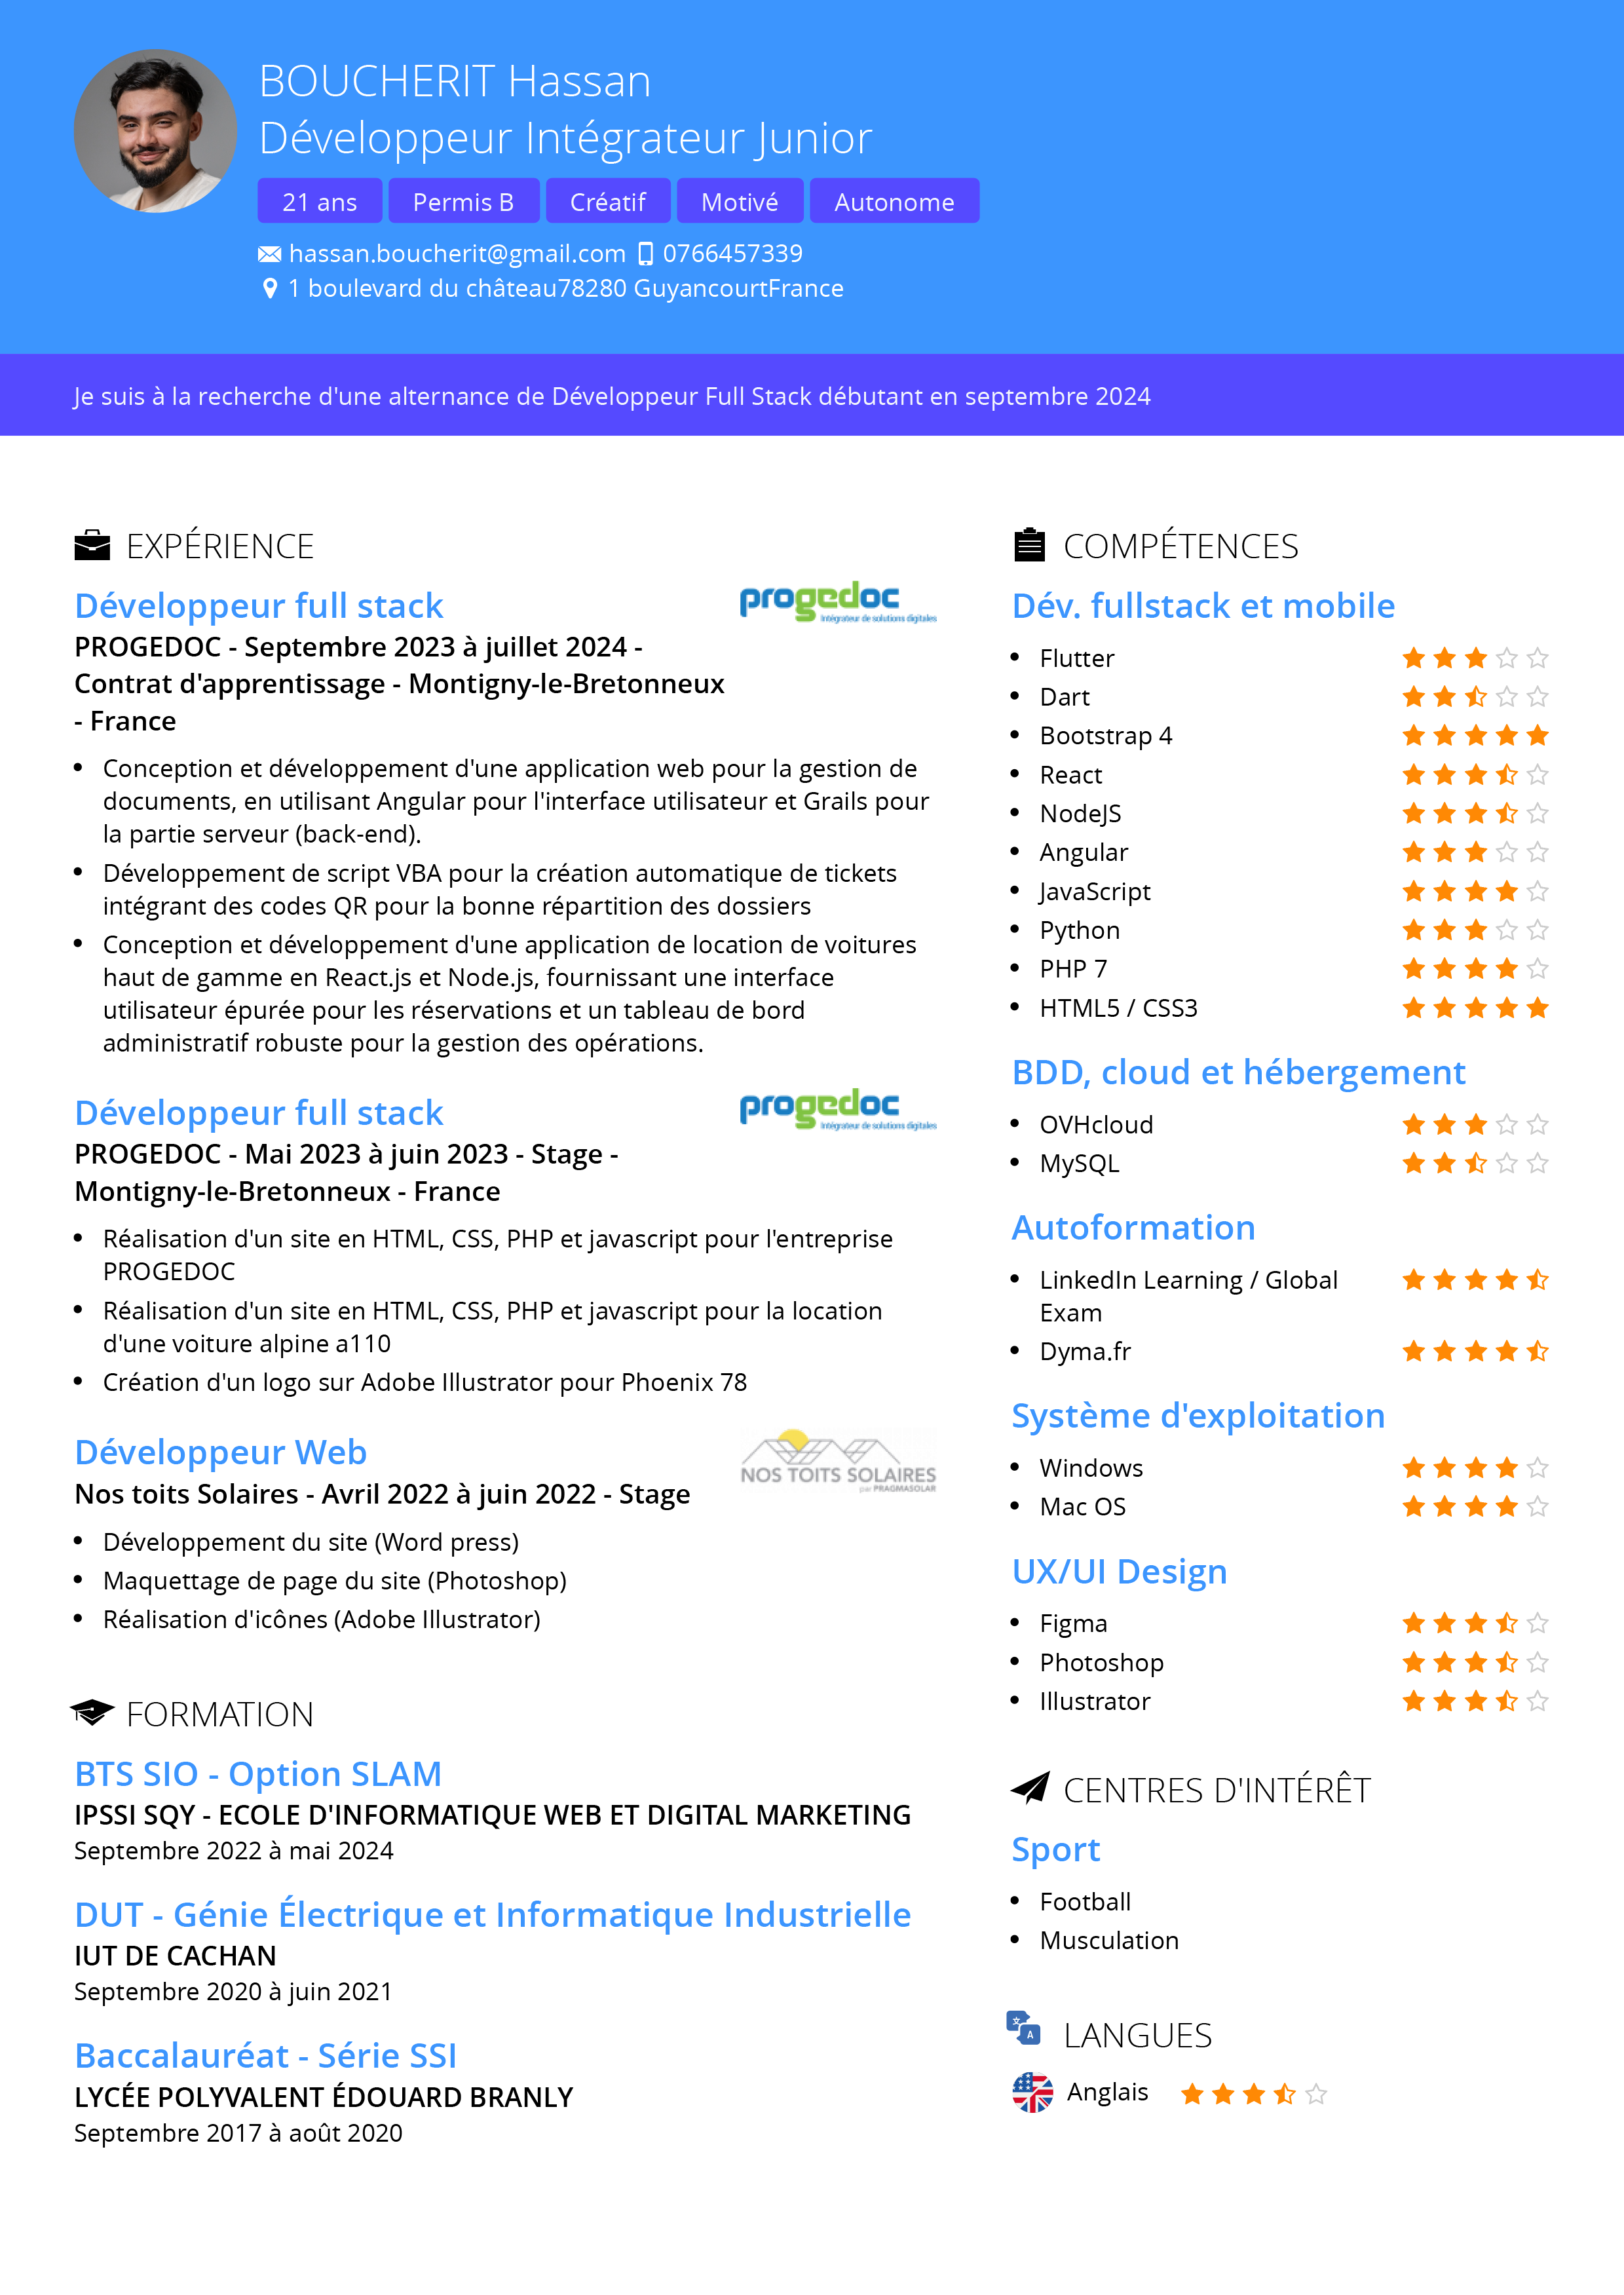 BOUCHERIT Hassan
Développeur Intégrateur Junior
21 ans Permis B Créatif Motivé Autonome
hassan.boucherit@gmail.com 0766457339
1 boulevard du château78280 GuyancourtFrance
Je suis à la recherche d'une alternance de Développeur Full Stack débutant en septembre 2024
EXPÉRIENCE
Développeur full stack
progedoc
Intégrateur de solutions digitales
PROGEDOC - Septembre 2023 à juillet 2024 -
Contrat d'apprentissage - Montigny-le-Bretonneux
- France
• Conception et développement d'une application web pour la gestion de
documents, en utilisant Angular pour l'interface utilisateur et Grails pour
la partie serveur (back-end).
• Développement de script VBA pour la création automatique de tickets
intégrant des codes QR pour la bonne répartition des dossiers
• Conception et développement d'une application de location de voitures
haut de gamme en React.js et Node.js, fournissant une interface
utilisateur épurée pour les réservations et un tableau de bord
administratif robuste pour la gestion des opérations.
Développeur full stack
progedoc
Intégrateur de solutions digitales
PROGEDOC - Mai 2023 à juin 2023 - Stage -
Montigny-le-Bretonneux - France
• Réalisation d'un site en HTML, CSS, PHP et javascript pour l'entreprise
PROGEDOC
• Réalisation d'un site en HTML, CSS, PHP et javascript pour la location
d'une voiture alpine a110
• Création d'un logo sur Adobe Illustrator pour Phoenix 78
Développeur Web
NOS TOITS SOLAIRES
par PRAGMASOLAR
Nos toits Solaires - Avril 2022 à juin 2022 - Stage
• Développement du site (Word press)
• Maquettage de page du site (Photoshop)
• Réalisation d'icônes (Adobe Illustrator)
FORMATION
BTS SIO - Option SLAM
IPSSI SQY - ECOLE D'INFORMATIQUE WEB ET DIGITAL MARKETING
Septembre 2022 à mai 2024
DUT - Génie Électrique et Informatique Industrielle
IUT DE CACHAN
Septembre 2020 à juin 2021
Baccalauréat - Série SSI
LYCÉE POLYVALENT ÉDOUARD BRANLY
Septembre 2017 à août 2020
COMPÉTENCES
Dév. fullstack et mobile
• Flutter
• Dart
• Bootstrap 4
• React
• NodeJS
• Angular
• JavaScript
• Python
• PHP 7
• HTML5 / CSS3
BDD, cloud et hébergement
• OVHcloud
• MySQL
Autoformation
• LinkedIn Learning / Global
Exam
• Dyma.fr
Système d'exploitation
• Windows
• Mac OS
UX/UI Design
• Figma
• Photoshop
• Illustrator
CENTRES D'INTÉRÊT
Sport
• Football
• Musculation
LANGUES
Anglais